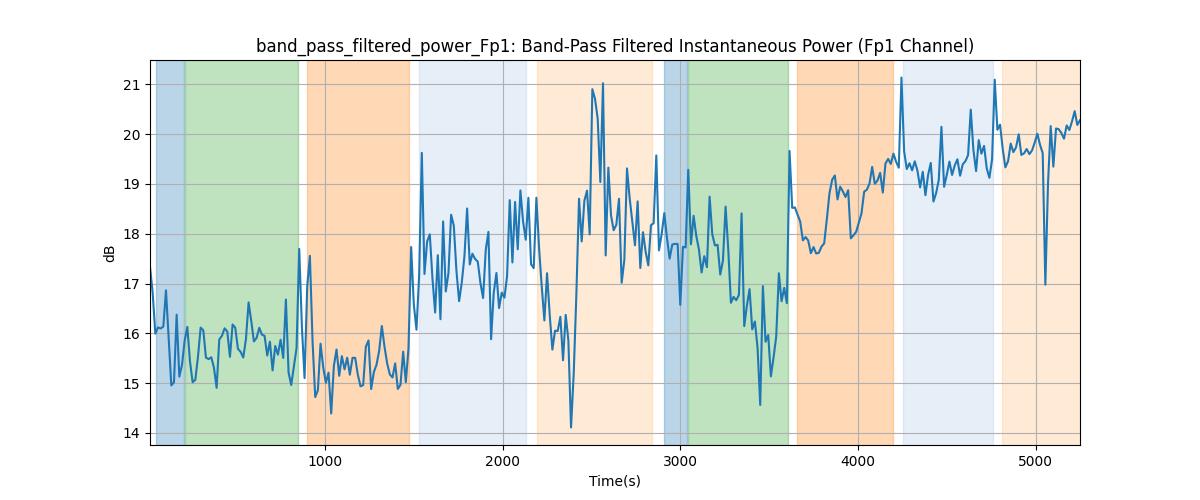 band_pass_filtered_power_Fp1: Band-Pass Filtered Instantaneous Power (Fp1 Channel)
21
20
19
18
17
16
15
14
dB
1000 2000 3000 4000 5000
Time(s)